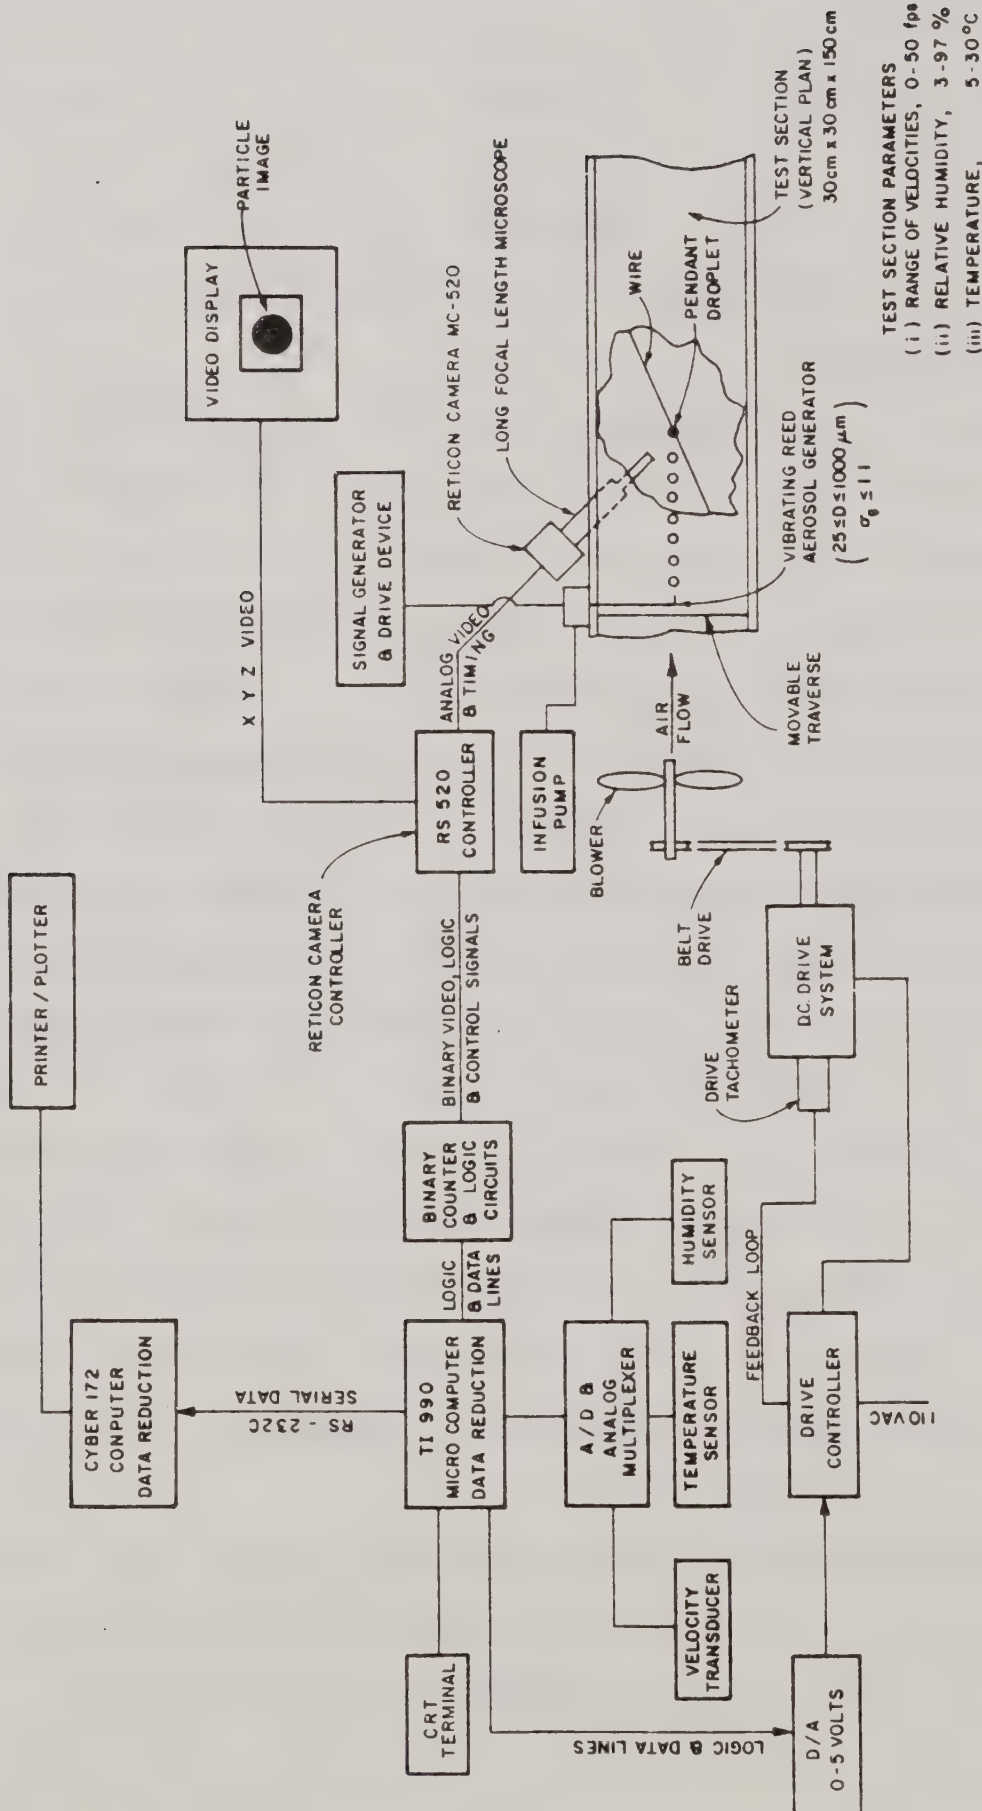 PRINTER / PLOTTER
CYBER 172
CONPUTER
DATA REDUCTION
RS - 232C
SERIAL DATA
CRT
TERMINAL
TI 990
MICRO COMPUTER
DATA REDUCTION
LOGIC
& DATA
LINES
BINARY
COUNTER
& LOGIC
CIRCUITS
BINARY VIDEO, LOGIC
& CONTROL SIGNALS
RETICON CAMERA
CONTROLLER
RS 520
CONTROLLER
X Y Z VIDEO
VIDEO DISPLAY
PARTICLE
IMAGE
SIGNAL GENERATOR
& DRIVE DEVICE
ANALOG VIDEO
& TIMING
RETICON CAMERA MC-520
LONG FOCAL LENGTH MICROSCOPE
INFUSION
PUMP
A / D &
ANALOG
MULTIPLEXER
VELOCITY
TRANSDUCER
TEMPERATURE
SENSOR
HUMIDITY
SENSOR
LOGIC & DATA LINES
D/A
0-5 VOLTS
DRIVE
CONTROLLER
110VAC
FEEDBACK LOOP
DRIVE
TACHOMETER
D.C. DRIVE
SYSTEM
BELT
DRIVE
BLOWER
AIR
FLOW
MOVABLE
TRAVERSE
VIBRATING REED
AEROSOL GENERATOR
(25≤D≤1000 μm
σg ≤ 1.1)
WIRE
PENDANT
DROPLET
TEST SECTION
(VERTICAL PLAN)
30cm x 30 cm x 150cm
TEST SECTION PARAMETERS
(i) RANGE OF VELOCITIES, 0-50 fps
(ii) RELATIVE HUMIDITY, 3-97 %
(iii) TEMPERATURE, 5-30°C